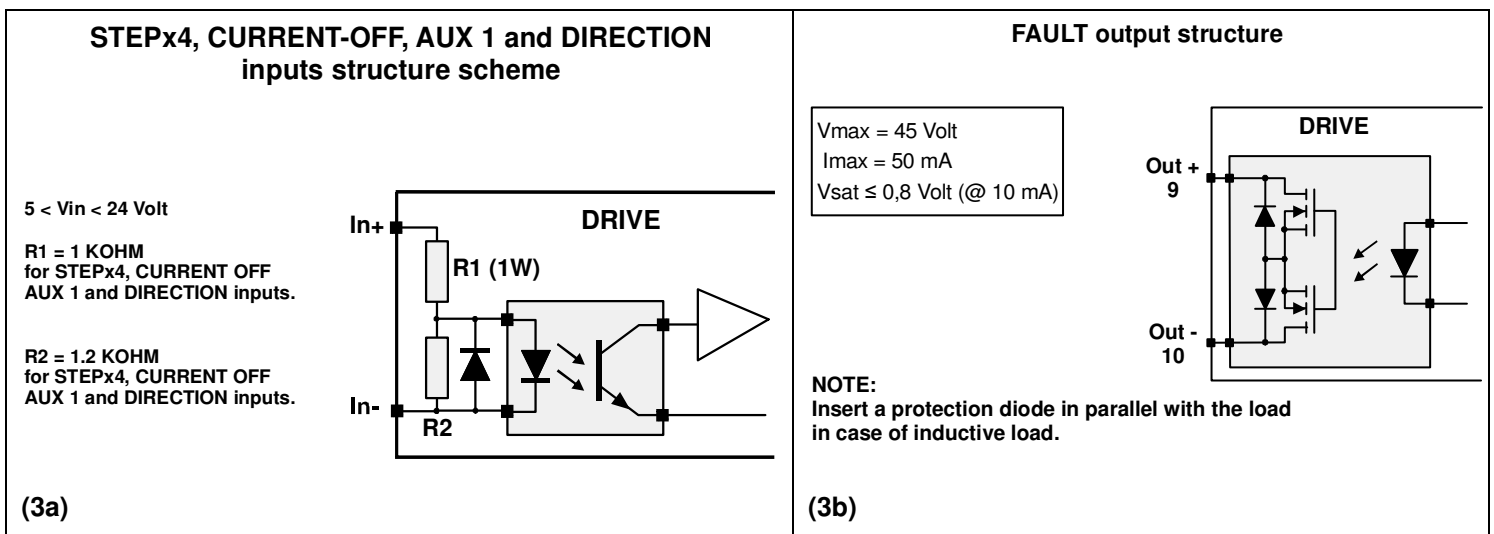 STEPx4, CURRENT-OFF, AUX 1 and DIRECTION
inputs structure scheme
5 < Vin < 24 Volt
R1 = 1 KOHM
for STEPx4, CURRENT OFF
AUX 1 and DIRECTION inputs.
R2 = 1.2 KOHM
for STEPx4, CURRENT OFF
AUX 1 and DIRECTION inputs.
In+
DRIVE
R1 (1W)
In-
R2
(3a)
FAULT output structure
Vmax = 45 Volt
Imax = 50 mA
Vsat ≤ 0,8 Volt (@ 10 mA)
DRIVE
Out +
9
Out -
10
NOTE:
Insert a protection diode in parallel with the load
in case of inductive load.
(3b)